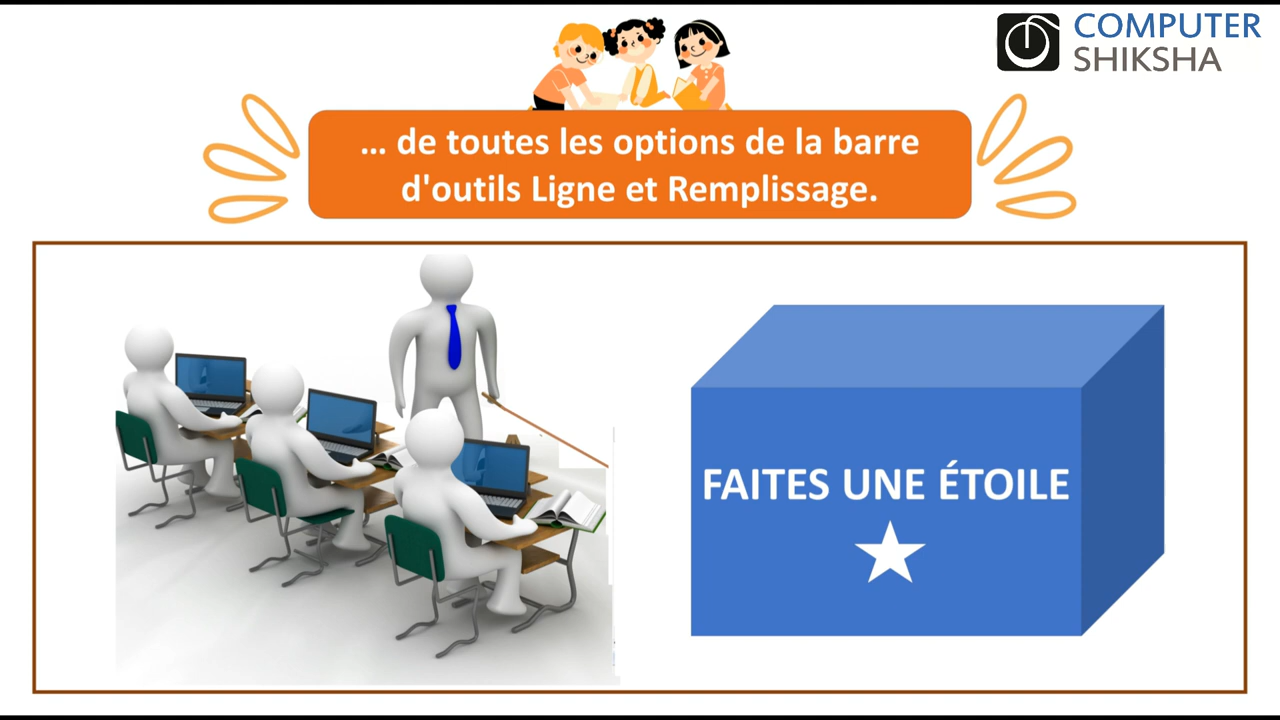 COMPUTER
SHIKSHA
... de toutes les options de la barre
d'outils Ligne et Remplissage.
FAITES UNE ÉTOILE